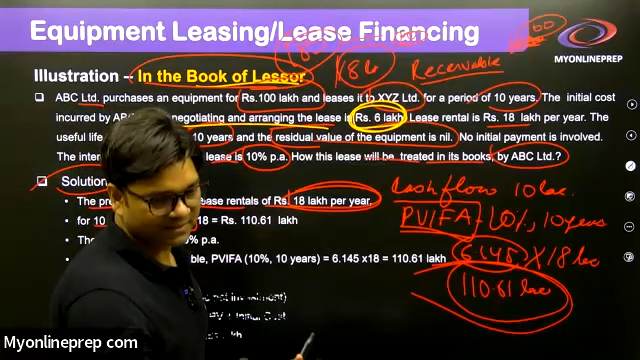 Equipment Leasing/Lease Financing
MYONLINEPREP
Illustration – In the Book of Lessor
186
Receivable
ABC Ltd. purchases an equipment for Rs.100 lakh and leases it to XYZ Ltd. for a period of 10 years. The initial cost
incurred by negotiating and arranging the lease is Rs. 6 lakh. Lease rental is Rs. 18 lakh per year. The
useful life 10 years and the residual value of the equipment is nil. No initial payment is involved.
The lease is 10% p.a. How this lease will be treated in its books, by ABC Ltd.?
Solution
The lease rentals of Rs. 18 lakh per year.
for 10 18 = Rs. 110.61 lakh
The % p.a.
PVIFA (10%, 10 years) = 6.145 x18 = 110.61 lakh
Cash flow 10 lac.
PVIFA - 10%, 10 years
6.145 X 18 lac
110.61 lac
Myonlineprep.com